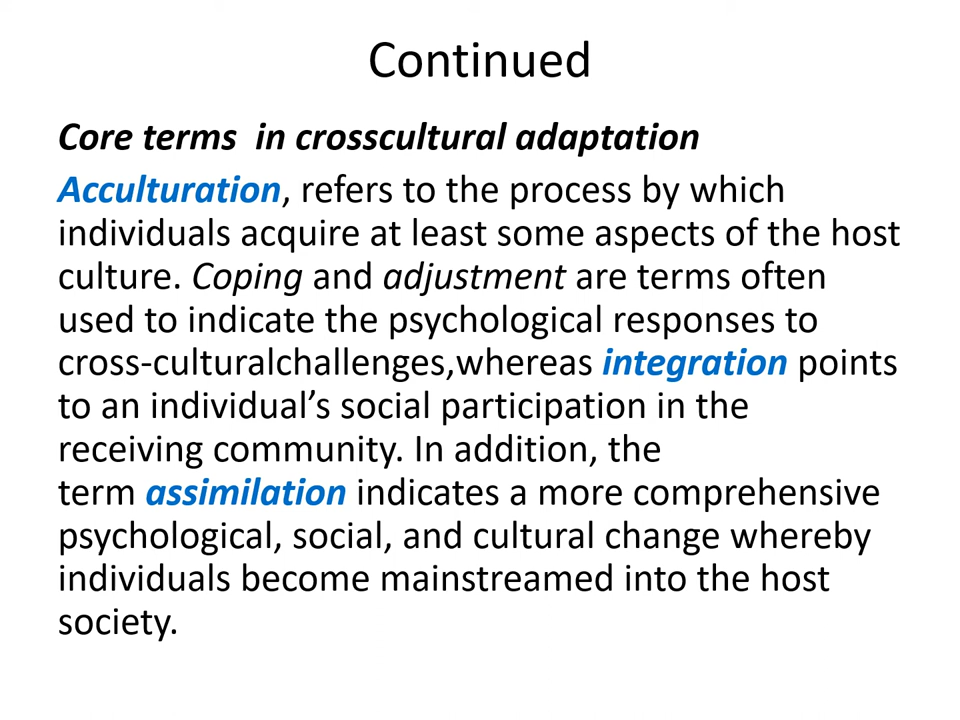 Continued
Core terms  in crosscultural adaptation
Acculturation, refers to the process by which
individuals acquire at least some aspects of the host
culture. Coping and adjustment are terms often
used to indicate the psychological responses to
cross-culturalchallenges,whereas integration points
to an individual’s social participation in the
receiving community. In addition, the
term assimilation indicates a more comprehensive
psychological, social, and cultural change whereby
individuals become mainstreamed into the host
society.